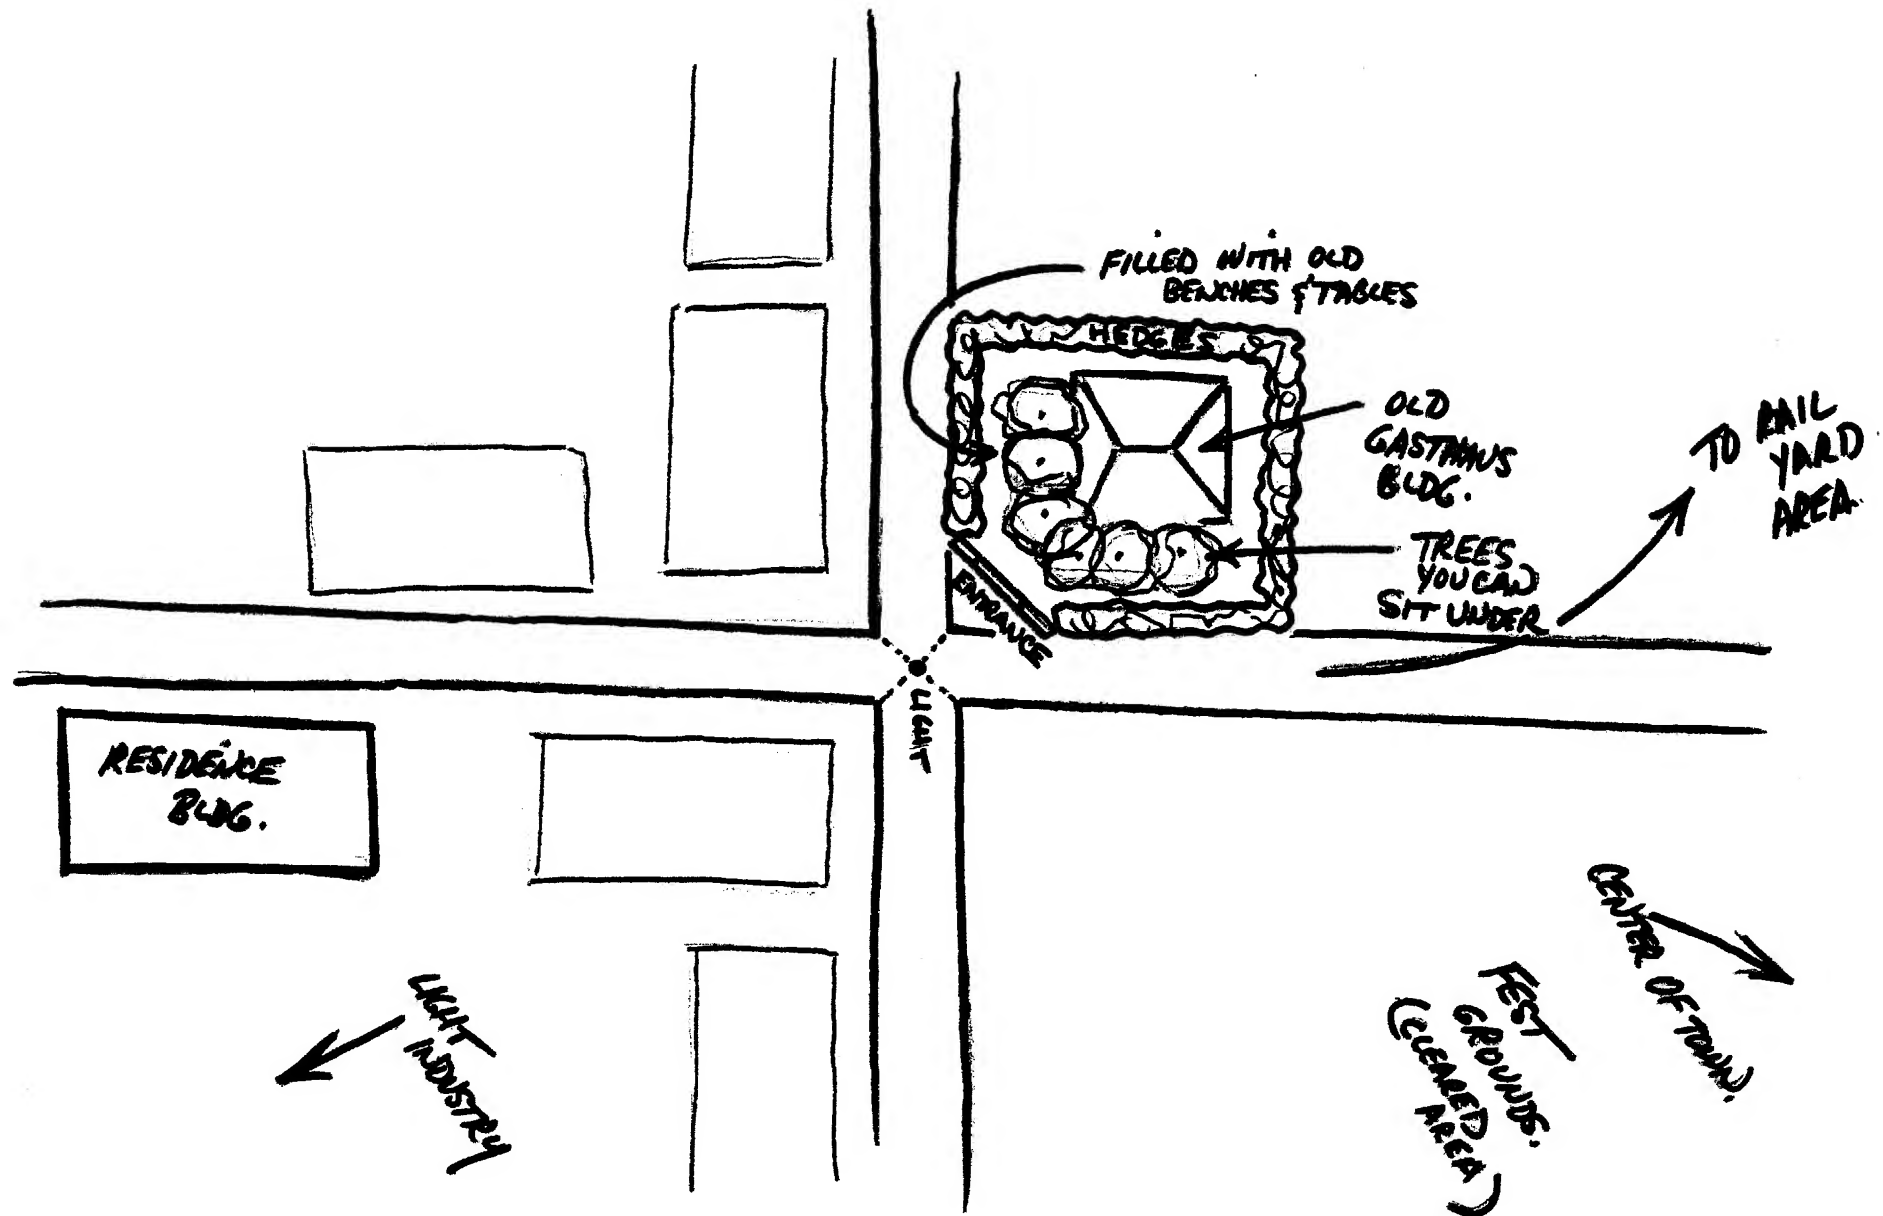 FILLED WITH OLD
BENCHES & TABLES
HEDGES
OLD
GASTHAUS
BLDG.
TO RAIL
YARD
AREA.
TREES
YOU CAN
SIT UNDER
ENTRANCE
LIGHT
RESIDENCE
BLDG.
LIGHT
INDUSTRY
CENTER OF TOWN.
FEST
GROUNDS.
(CLEARED
AREA)